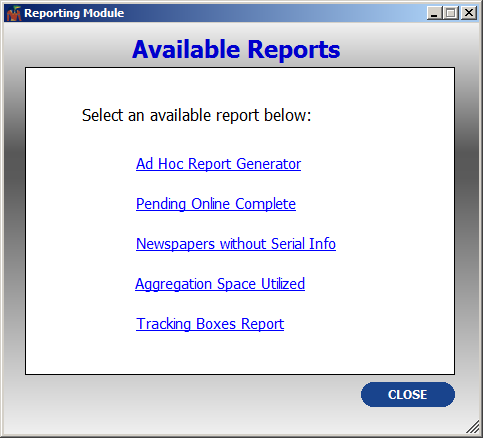 Reporting Module
Available Reports
Select an available report below:
Ad Hoc Report Generator
Pending Online Complete
Newspapers without Serial Info
Aggregation Space Utilized
Tracking Boxes Report
CLOSE